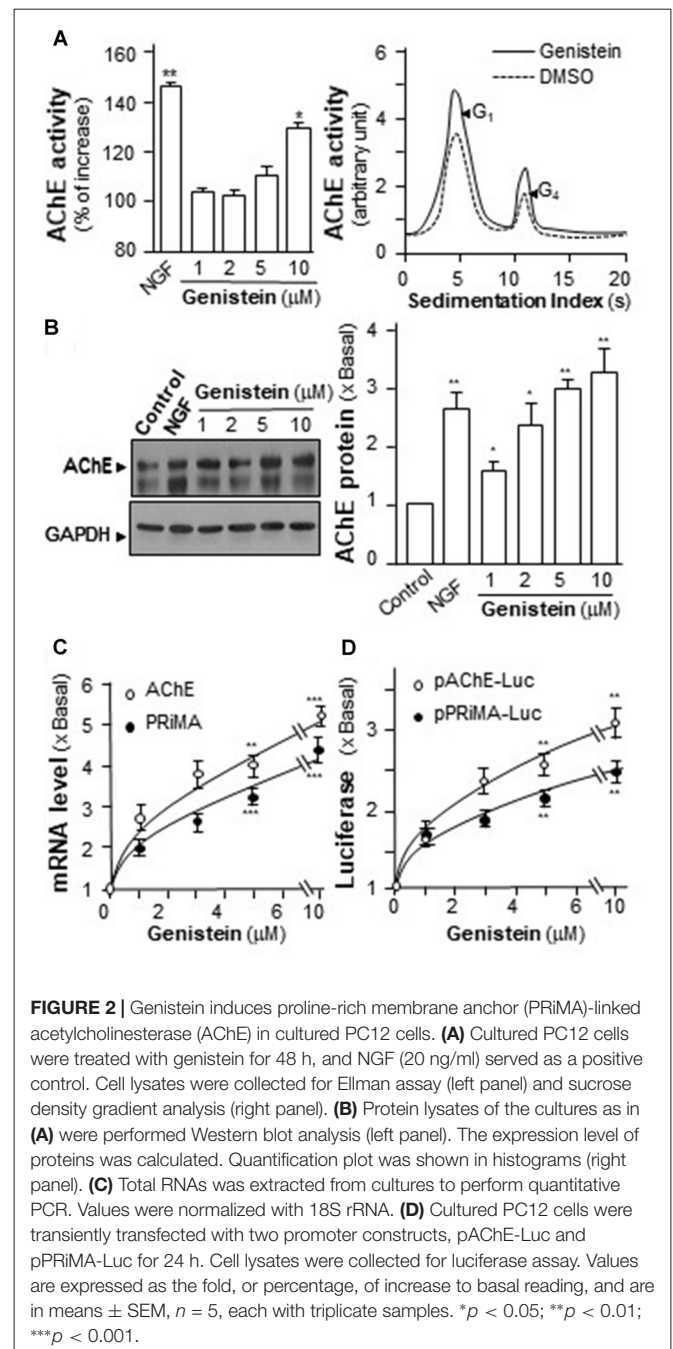 A
AChE activity
(% of increase)
160
140
120
100
80
**
*
NGF
1 2 5 10
Genistein (µM)
AChE activity
(arbitrary unit)
6
4
2
0
Genistein
DMSO
G1
G4
0 5 10 15 20
Sedimentation Index (s)
B
Control
NGF
Genistein (µM)
1 2 5 10
AChE
GAPDH
AChE protein (x Basal)
4
3
2
1
0
**
*
*
**
**
Control
NGF
1 2 5 10
Genistein (µM)
C
mRNA level (x Basal)
6
5
4
3
2
1
AChE
PRiMA
**
***
***
***
0 2 4 6 10
Genistein (µM)
D
Luciferase (x Basal)
3
2
1
pAChE-Luc
pPRiMA-Luc
**
**
**
**
0 2 4 6 10
Genistein (µM)
FIGURE 2 | Genistein induces proline-rich membrane anchor (PRiMA)-linked
acetylcholinesterase (AChE) in cultured PC12 cells. (A) Cultured PC12 cells
were treated with genistein for 48 h, and NGF (20 ng/ml) served as a positive
control. Cell lysates were collected for Ellman assay (left panel) and sucrose
density gradient analysis (right panel). (B) Protein lysates of the cultures as in
(A) were performed Western blot analysis (left panel). The expression level of
proteins was calculated. Quantification plot was shown in histograms (right
panel). (C) Total RNAs was extracted from cultures to perform quantitative
PCR. Values were normalized with 18S rRNA. (D) Cultured PC12 cells were
transiently transfected with two promoter constructs, pAChE-Luc and
pPRiMA-Luc for 24 h. Cell lysates were collected for luciferase assay. Values
are expressed as the fold, or percentage, of increase to basal reading, and are
in means ± SEM, n = 5, each with triplicate samples. *p < 0.05; **p < 0.01;
***p < 0.001.